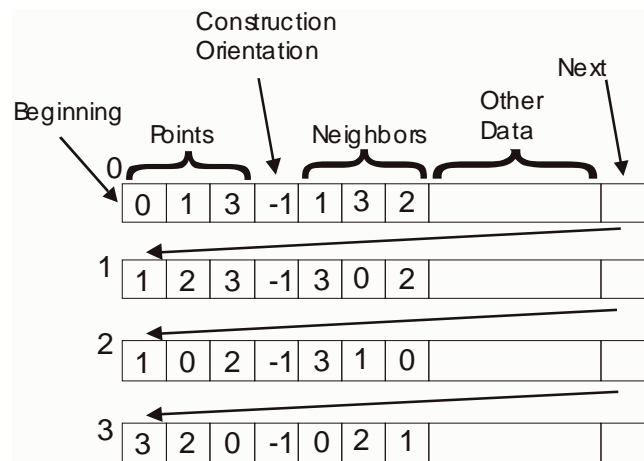 Construction
Orientation
Next
Other
Data
Beginning
Points
Neighbors
0
0 1 3 -1 1 3 2
1
1 2 3 -1 3 0 2
2
1 0 2 -1 3 1 0
3
3 2 0 -1 0 2 1